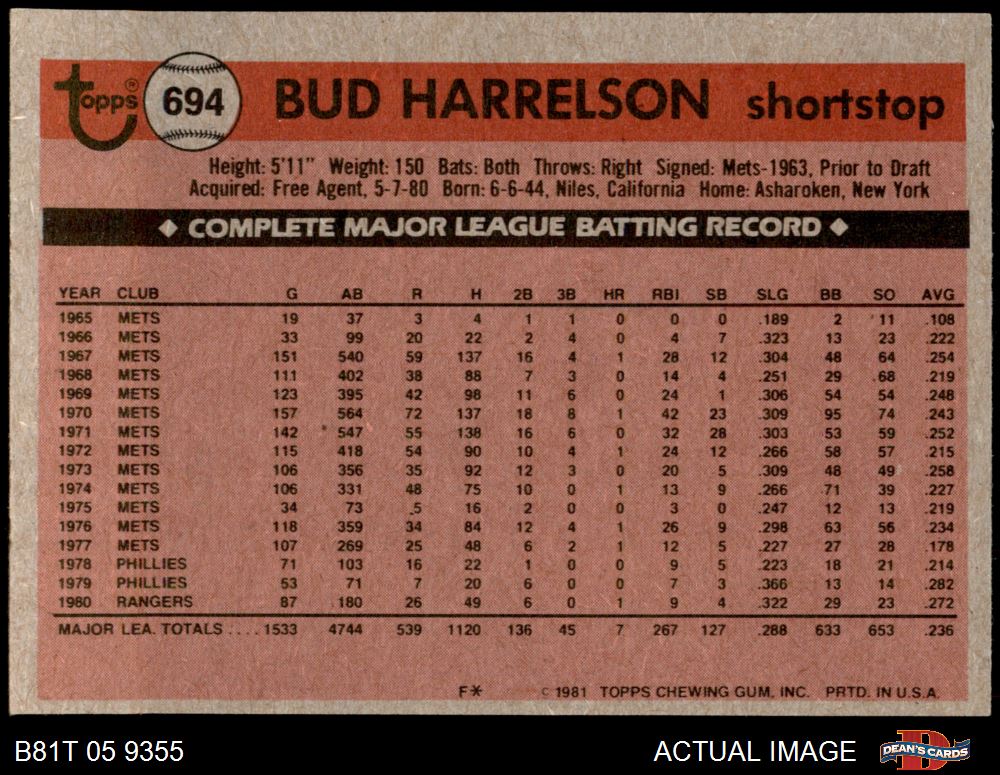 topps® 694 BUD HARRELSON shortstop
Height: 5'11" Weight: 150 Bats: Both Throws: Right Signed: Mets-1963, Prior to Draft
Acquired: Free Agent, 5-7-80 Born: 6-6-44, Niles, California Home: Asharoken, New York
◆ COMPLETE MAJOR LEAGUE BATTING RECORD ◆
YEAR CLUB G AB R H 2B 3B HR RBI SB SLG BB SO AVG
1965 METS 19 37 3 4 1 1 0 0 0 .189 2 11 .108
1966 METS 33 99 20 22 2 4 0 4 7 .323 13 23 .222
1967 METS 151 540 59 137 16 4 1 28 12 .304 48 64 .254
1968 METS 111 402 38 88 7 3 0 14 4 .251 29 68 .219
1969 METS 123 395 42 98 11 6 0 24 1 .306 54 54 .248
1970 METS 157 564 72 137 18 8 1 42 23 .309 95 74 .243
1971 METS 142 547 55 138 16 6 0 32 28 .303 53 59 .252
1972 METS 115 418 54 90 10 4 1 24 12 .266 58 57 .215
1973 METS 106 356 35 92 12 3 0 20 5 .309 48 49 .258
1974 METS 106 331 48 75 10 0 1 13 9 .266 71 39 .227
1975 METS 34 73 5 16 2 0 0 3 0 .247 12 13 .219
1976 METS 118 359 34 84 12 4 1 26 9 .298 63 56 .234
1977 METS 107 269 25 48 6 2 1 12 5 .227 27 28 .178
1978 PHILLIES 71 103 16 22 1 0 0 9 5 .223 18 21 .214
1979 PHILLIES 53 71 7 20 6 0 0 7 3 .366 13 14 .282
1980 RANGERS 87 180 26 49 6 0 1 9 4 .322 29 23 .272
MAJOR LEA. TOTALS .... 1533 4744 539 1120 136 45 7 267 127 .288 633 653 .236
F* © 1981 TOPPS CHEWING GUM, INC. PRTD. IN U.S.A.
B81T 05 9355 ACTUAL IMAGE D DEAN'S CARDS